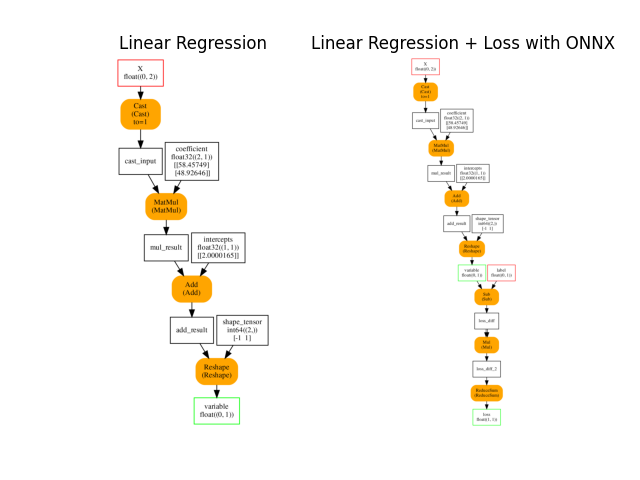 Linear Regression
X
float((0, 2))
Cast
(Cast)
to=1
cast_input
coefficient
float32((2, 1))
[[58.45749]
[48.92646]]
MatMul
(MatMul)
mul_result
intercepts
float32((1, 1))
[[2.0000165]]
Add
(Add)
add_result
shape_tensor
int64((2,))
[-1 1]
Reshape
(Reshape)
variable
float((0, 1))
Linear Regression + Loss with ONNX
X
float((0, 2))
Cast
(Cast)
to=1
cast_input
coefficient
float32((2, 1))
[[58.45749]
[48.92646]]
MatMul
(MatMul)
mul_result
intercepts
float32((1, 1))
[[2.0000165]]
Add
(Add)
add_result
shape_tensor
int64((2,))
[-1 1]
Reshape
(Reshape)
variable
float((0, 1))
label
float((0, 1))
Sub
(Sub)
loss_diff
Mul
(Mul)
loss_diff_2
ReduceSum
(ReduceSum)
loss
float((1, 1))